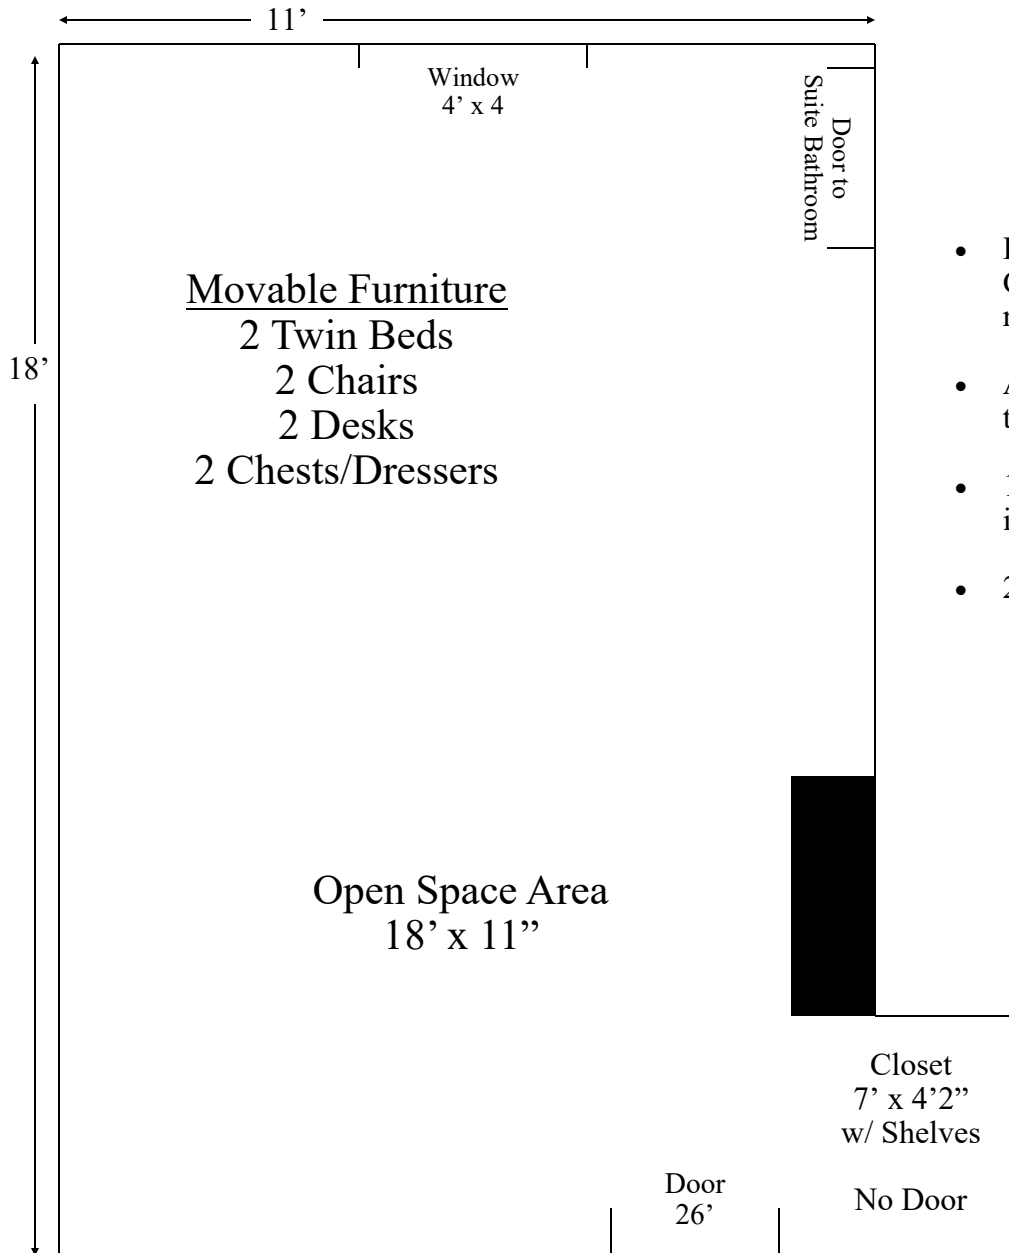 11’
Window
4’ x 4
Door to
Suite Bathroom
Movable Furniture
2 Twin Beds
2 Chairs
2 Desks
2 Chests/Dressers
18’
Open Space Area
18’ x 11”
Closet
7’ x 4’2”
w/ Shelves
No Door
Door
26’